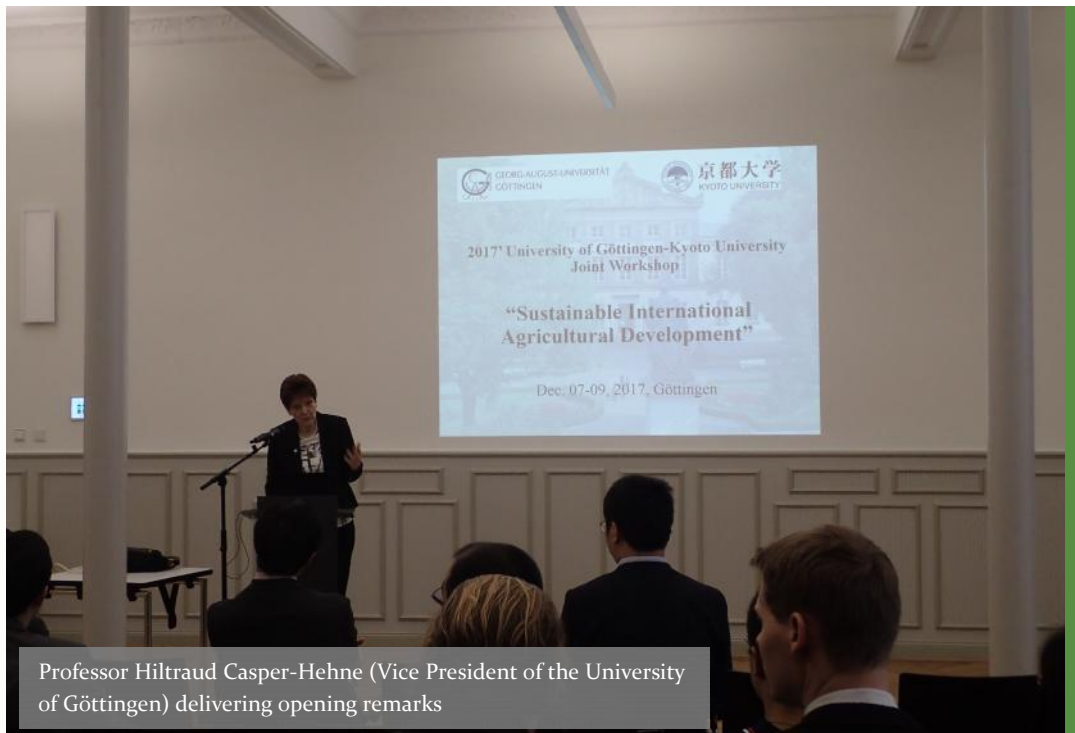 GEORG-AUGUST-UNIVERSITÄT
GÖTTINGEN
京都大学
KYOTO UNIVERSITY
2017' University of Göttingen-Kyoto University
Joint Workshop
“Sustainable International
Agricultural Development”
Dec. 07-09, 2017, Göttingen
Professor Hiltraud Casper-Hehne (Vice President of the University
of Göttingen) delivering opening remarks